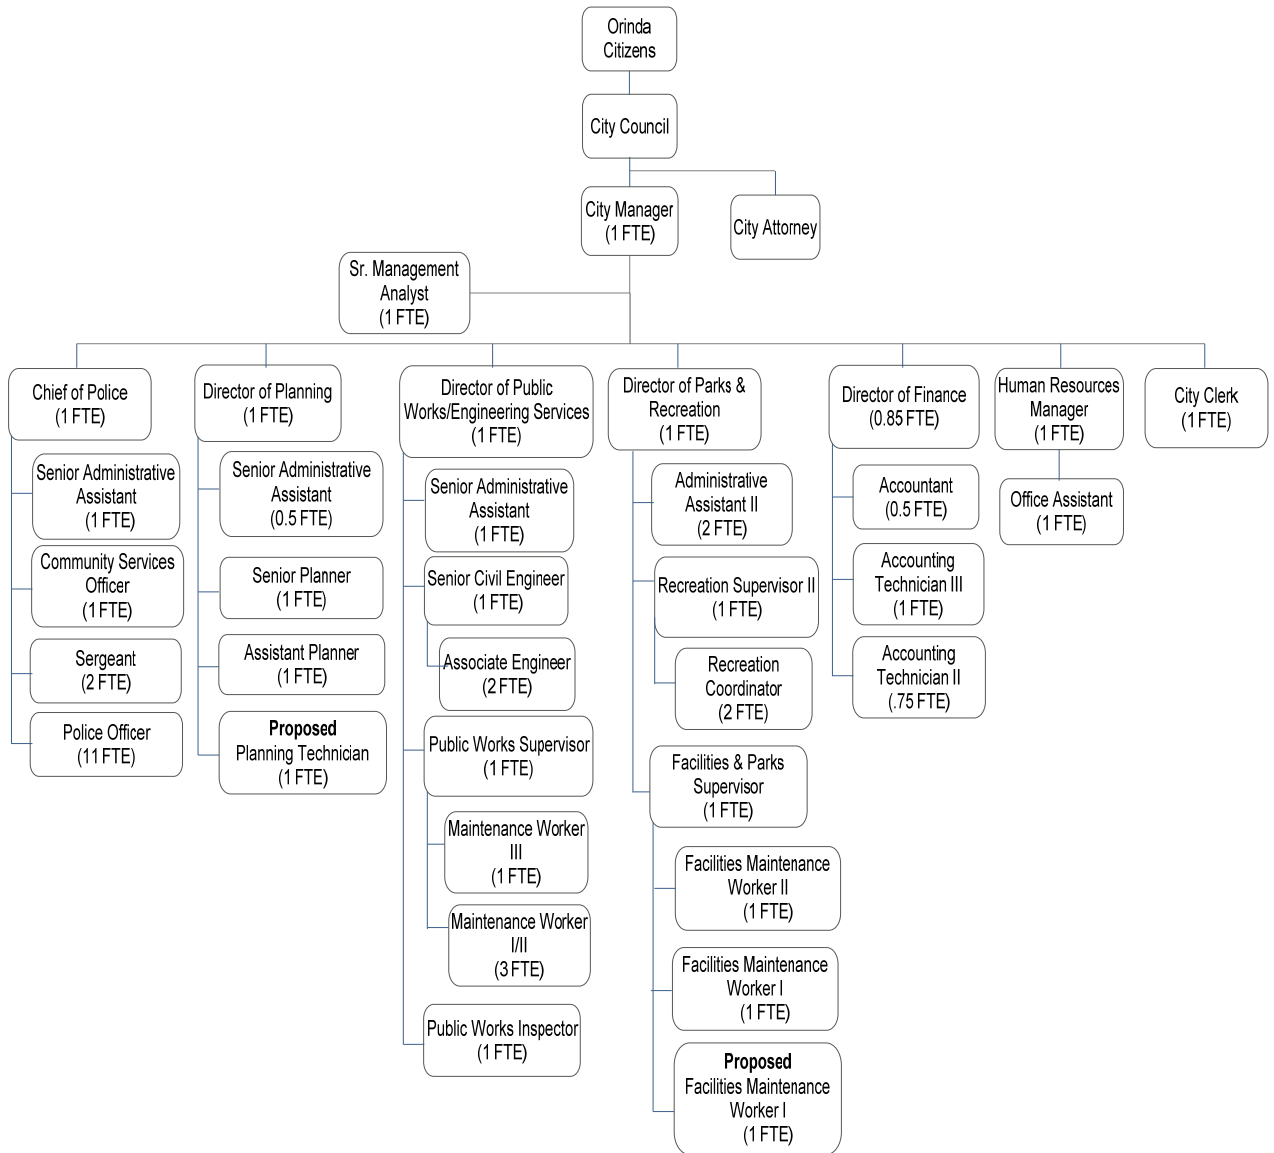 Orinda
Citizens
City Council
City Manager
(1 FTE)
City Attorney
Sr. Management
Analyst
(1 FTE)
Chief of Police
(1 FTE)
Senior Administrative
Assistant
(1 FTE)
Community Services
Officer
(1 FTE)
Sergeant
(2 FTE)
Police Officer
(11 FTE)
Director of Planning
(1 FTE)
Senior Administrative
Assistant
(0.5 FTE)
Senior Planner
(1 FTE)
Assistant Planner
(1 FTE)
Proposed
Planning Technician
(1 FTE)
Director of Public
Works/Engineering Services
(1 FTE)
Senior Administrative
Assistant
(1 FTE)
Senior Civil Engineer
(1 FTE)
Associate Engineer
(2 FTE)
Public Works Supervisor
(1 FTE)
Maintenance Worker
III
(1 FTE)
Maintenance Worker
I/II
(3 FTE)
Public Works Inspector
(1 FTE)
Director of Parks &
Recreation
(1 FTE)
Administrative
Assistant II
(2 FTE)
Recreation Supervisor II
(1 FTE)
Recreation
Coordinator
(2 FTE)
Facilities & Parks
Supervisor
(1 FTE)
Facilities Maintenance
Worker II
(1 FTE)
Facilities Maintenance
Worker I
(1 FTE)
Proposed
Facilities Maintenance
Worker I
(1 FTE)
Director of Finance
(0.85 FTE)
Accountant
(0.5 FTE)
Accounting
Technician III
(1 FTE)
Accounting
Technician II
(.75 FTE)
Human Resources
Manager
(1 FTE)
Office Assistant
(1 FTE)
City Clerk
(1 FTE)